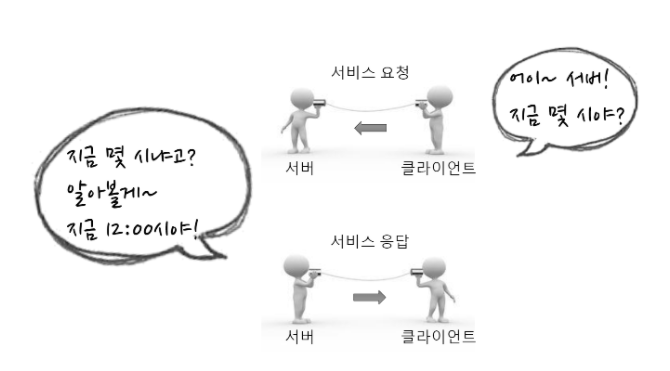 서비스 요청
어이~ 서버!
지금 몇 시야?
서버
클라이언트
지금 몇 시냐고?
알아볼게~
지금 12:00시야!
서비스 응답
서버
클라이언트